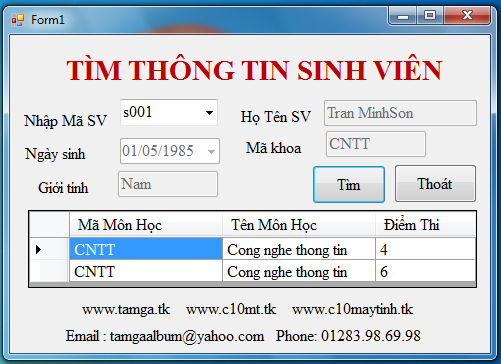 Form1
TÌM THÔNG TIN SINH VIÊN
Nhập Mã SV s001 Họ Tên SV Tran MinhSon
Ngày sinh 01/05/1985 Mã khoa CNTT
Giới tính Nam Tìm Thoát
Mã Môn Học Tên Môn Học Điểm Thi
CNTT Cong nghe thong tin 4
CNTT Cong nghe thong tin 6
www.tamga.tk www.c10mt.tk www.c10maytinh.tk
Email : tamgaalbum@yahoo.com Phone: 01283.98.69.98